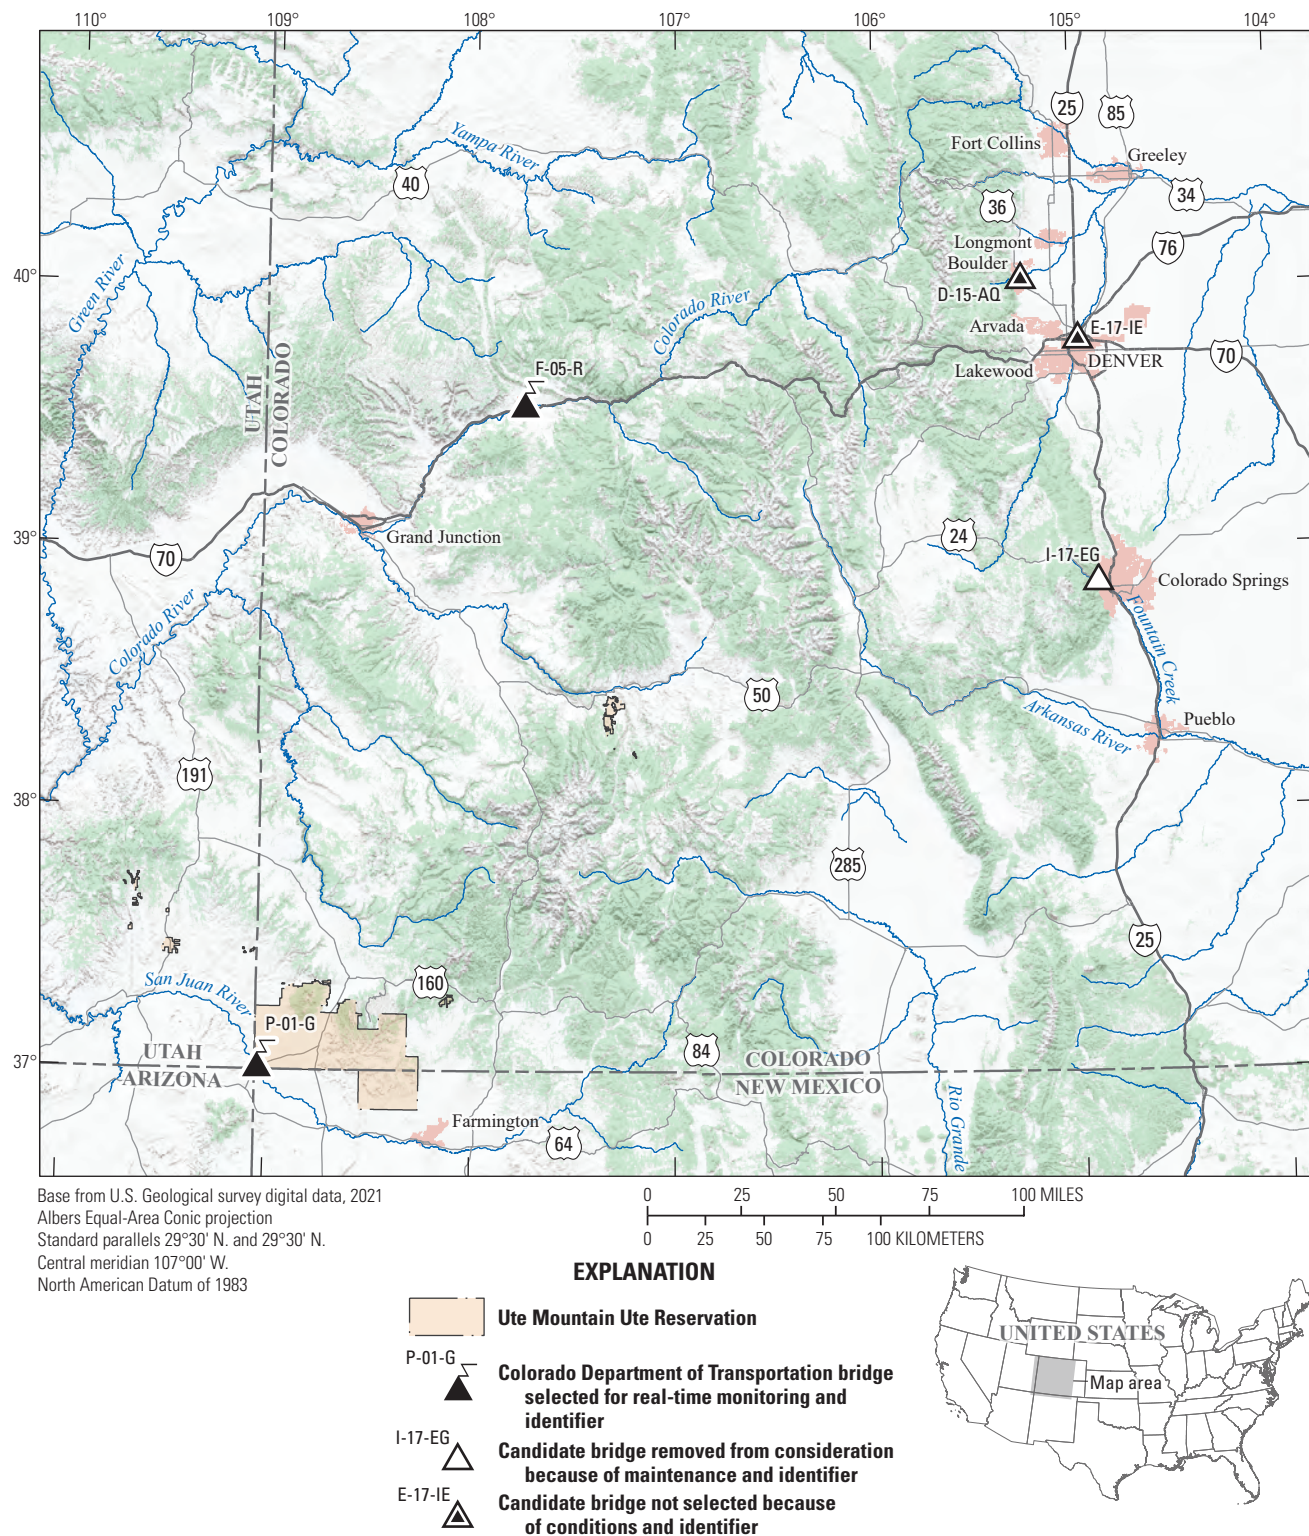 110° 109° 108° 107° 106° 105° 104°
25
85
Fort Collins
Greeley
Yampa River
40
34
36
Longmont
76
Boulder
40°
D-15-AQ
Green River
Colorado River
Arvada
E-17-IE
DENVER
Lakewood
70
UTAH
COLORADO
F-05-R
39°
Grand Junction
70
24
I-17-EG
Colorado Springs
Colorado River
Fountain Creek
50
Arkansas River
Pueblo
191
38°
285
25
San Juan River
160
P-01-G
37°
UTAH
ARIZONA
84
COLORADO
NEW MEXICO
Rio Grande
Farmington
64
Base from U.S. Geological survey digital data, 2021
Albers Equal-Area Conic projection
Standard parallels 29°30' N. and 29°30' N.
Central meridian 107°00' W.
North American Datum of 1983
0 25 50 75 100 MILES
0 25 50 75 100 KILOMETERS
EXPLANATION
Ute Mountain Ute Reservation
P-01-G
Colorado Department of Transportation bridge
selected for real-time monitoring and
identifier
I-17-EG
Candidate bridge removed from consideration
because of maintenance and identifier
E-17-IE
Candidate bridge not selected because
of conditions and identifier
UNITED STATES
Map area